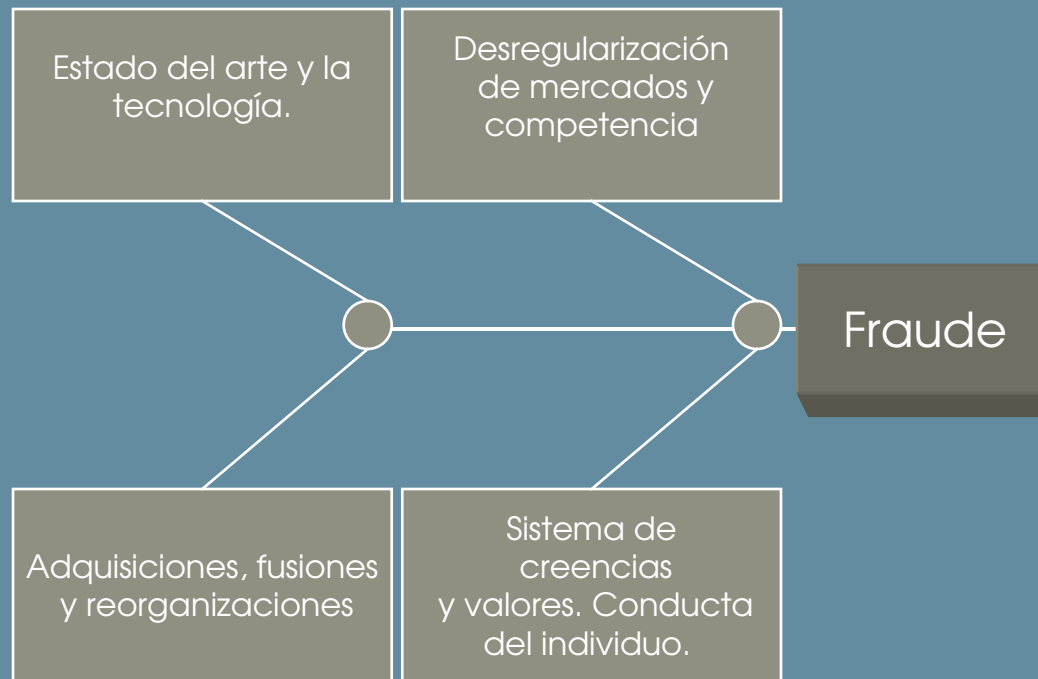 Estado del arte y la
tecnología.
Desregularización
de mercados y
competencia
Fraude
Adquisiciones, fusiones
y reorganizaciones
Sistema de
creencias
y valores. Conducta
del individuo.